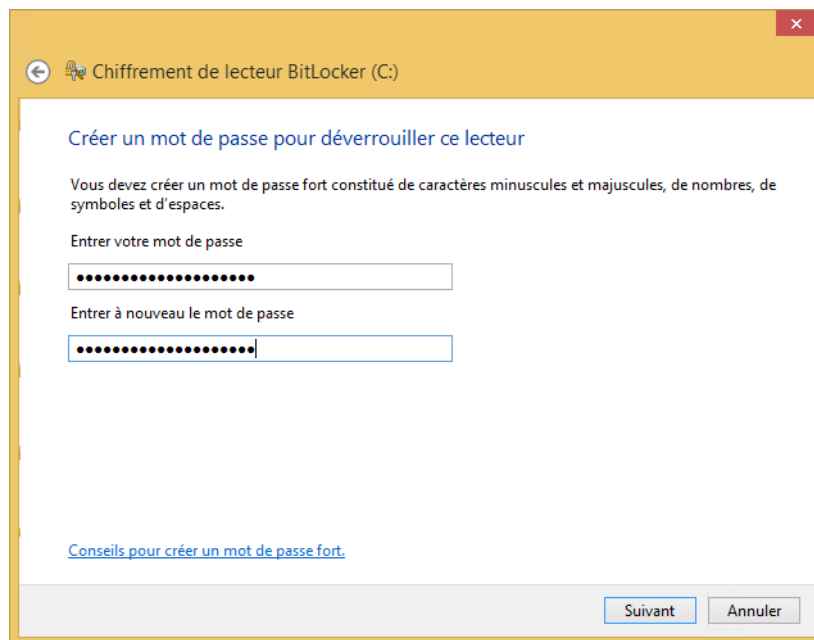 Chiffrement de lecteur BitLocker (C:)
Créer un mot de passe pour déverrouiller ce lecteur
Vous devez créer un mot de passe fort constitué de caractères minuscules et majuscules, de nombres, de
symboles et d'espaces.
Entrer votre mot de passe
••••••••••••••••••••
Entrer à nouveau le mot de passe
••••••••••••••••••••
Conseils pour créer un mot de passe fort.
Suivant Annuler